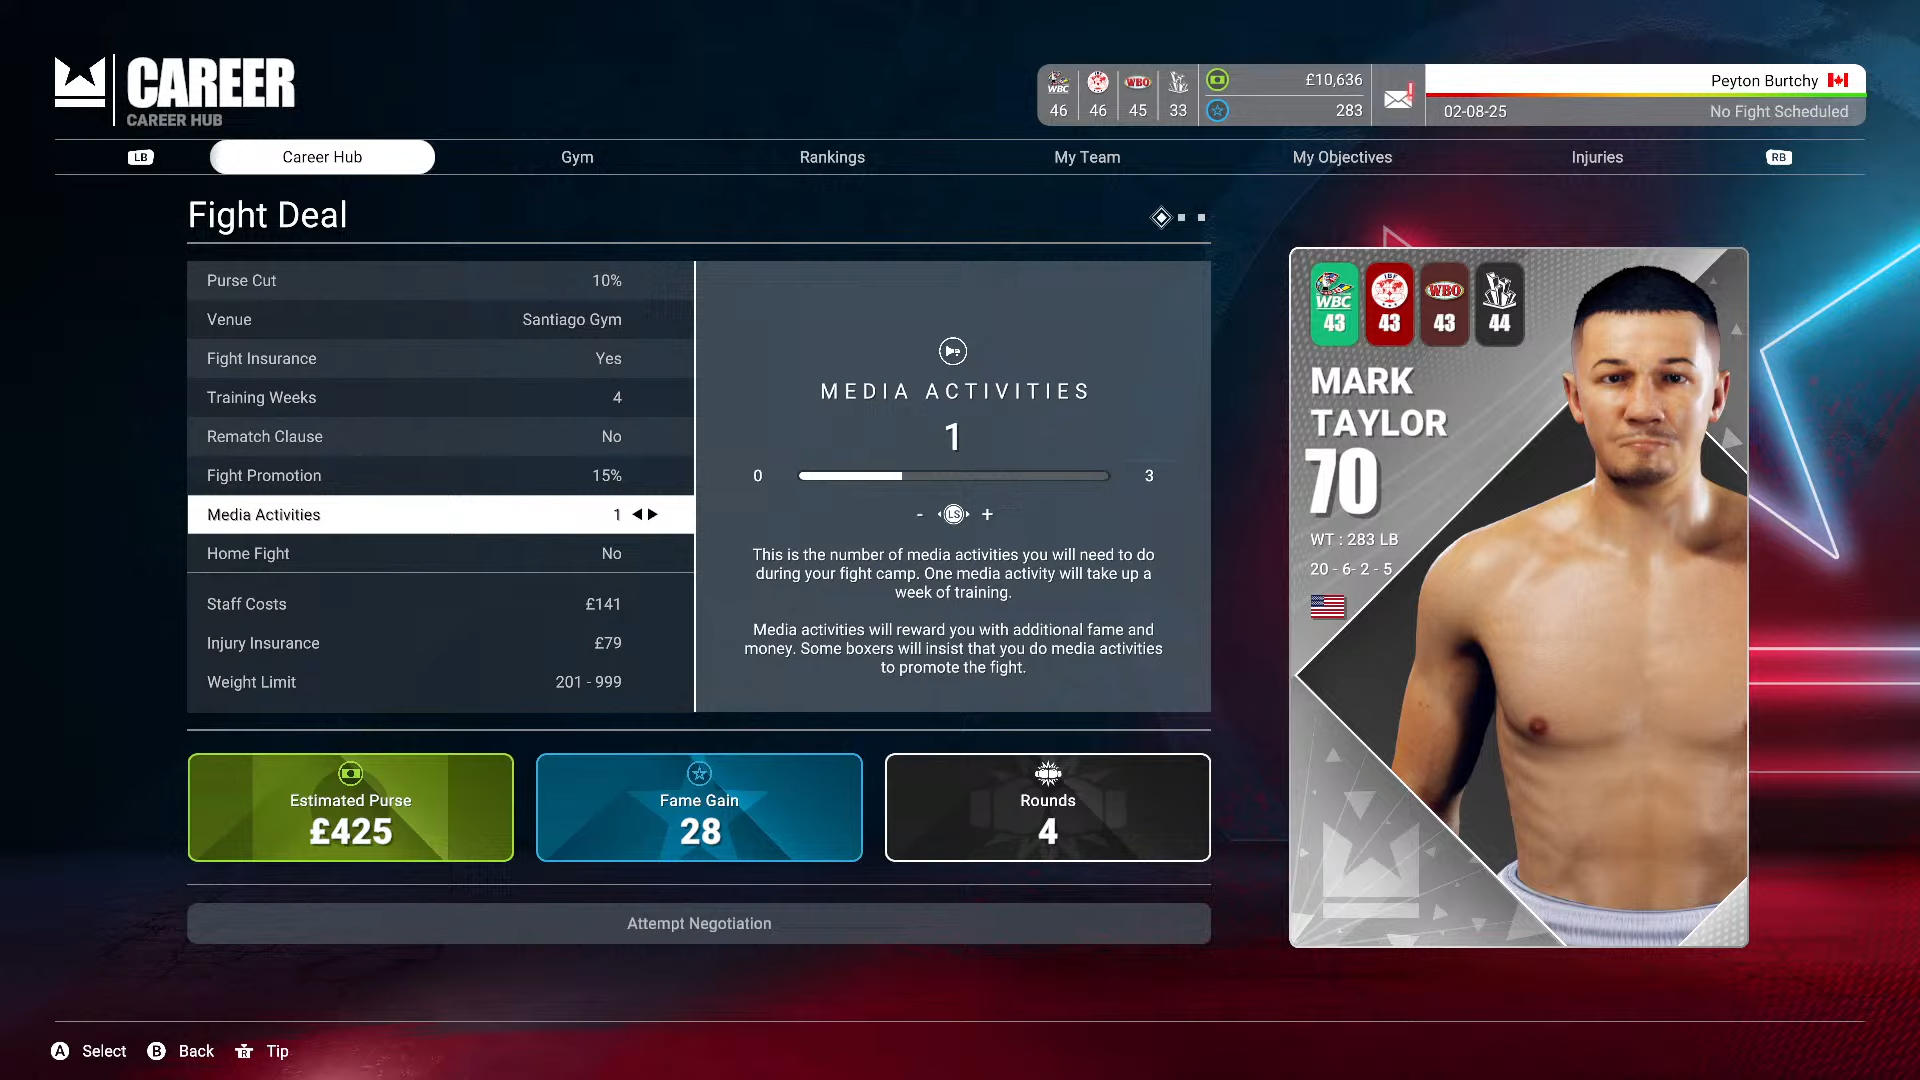 CAREER
CAREER HUB
WBC
WBO
46
46
45
33
£10,636
283
Peyton Burtchy
02-08-25
No Fight Scheduled
LB
Career Hub
Gym
Rankings
My Team
My Objectives
Injuries
RB
Fight Deal
Purse Cut 10%
Venue Santiago Gym
Fight Insurance Yes
Training Weeks 4
Rematch Clause No
Fight Promotion 15%
Media Activities 1
Home Fight No
Staff Costs £141
Injury Insurance £79
Weight Limit 201 - 999
MEDIA ACTIVITIES
1
0
3
- LS +
This is the number of media activities you will need to do
during your fight camp. One media activity will take up a
week of training.
Media activities will reward you with additional fame and
money. Some boxers will insist that you do media activities
to promote the fight.
Estimated Purse
£425
Fame Gain
28
Rounds
4
Attempt Negotiation
WBC
43
IBF
43
WBO
43
44
MARK
TAYLOR
70
WT : 283 LB
20 - 6- 2 - 5
A Select
B Back
R Tip